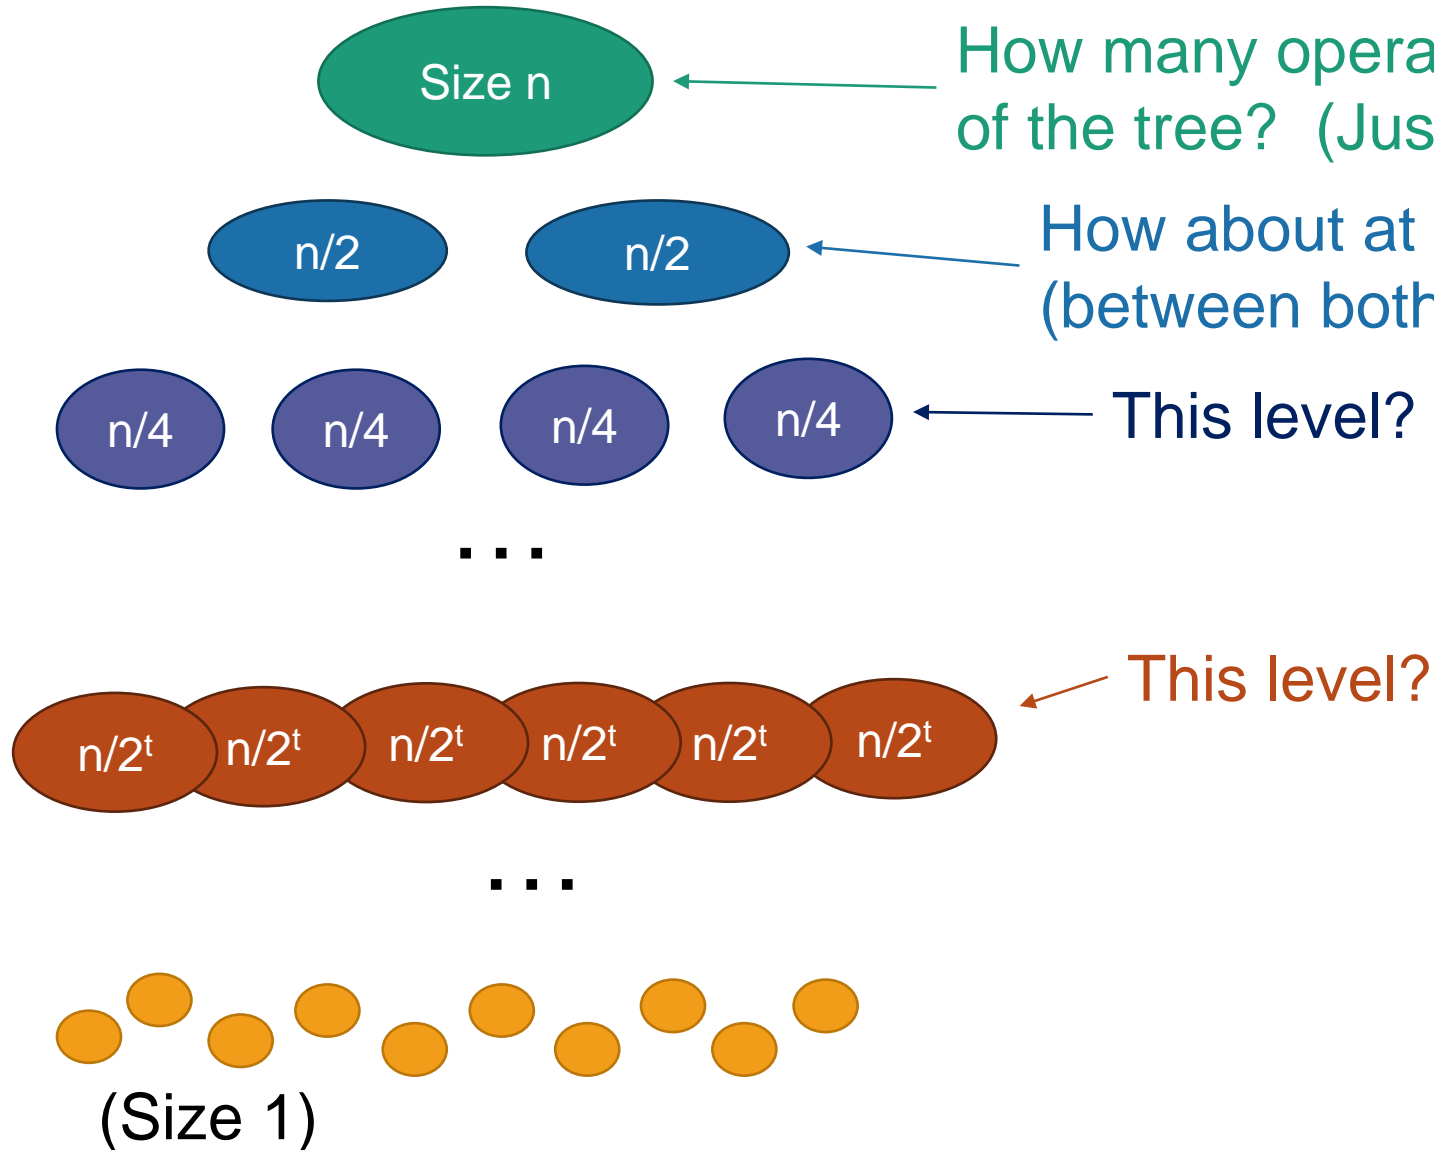 Size n
How many opera
of the tree? (Jus
n/2 n/2
How about at
(between both
n/4 n/4 n/4 n/4
This level?
...
This level?
n/2ᵗ n/2ᵗ n/2ᵗ n/2ᵗ n/2ᵗ n/2ᵗ
...
(Size 1)